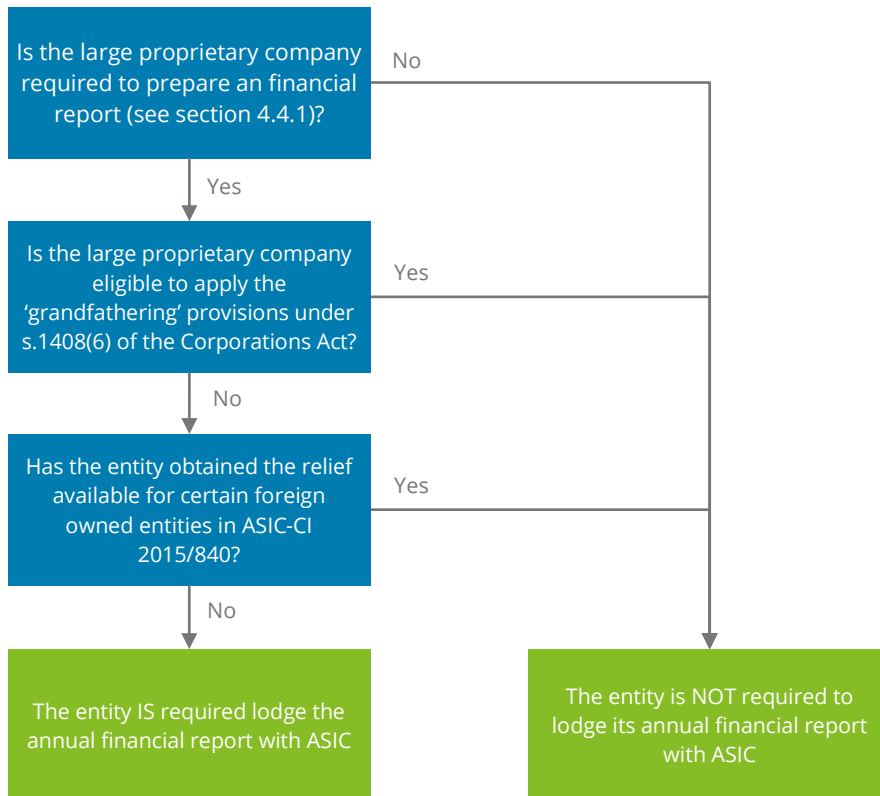 Is the large proprietary company
required to prepare an financial
report (see section 4.4.1)?
No
Yes
Is the large proprietary company
eligible to apply the
‘grandfathering’ provisions under
s.1408(6) of the Corporations Act?
Yes
No
Has the entity obtained the relief
available for certain foreign
owned entities in ASIC-CI
2015/840?
Yes
No
The entity IS required lodge the
annual financial report with ASIC
The entity is NOT required to
lodge its annual financial report
with ASIC